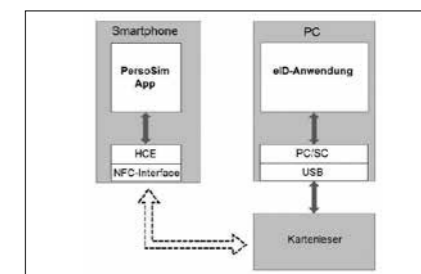 Smartphone
PersoSim
App
HCE
NFC-Interface
PC
eID-Anwendung
PC/SC
USB
Kartenleser